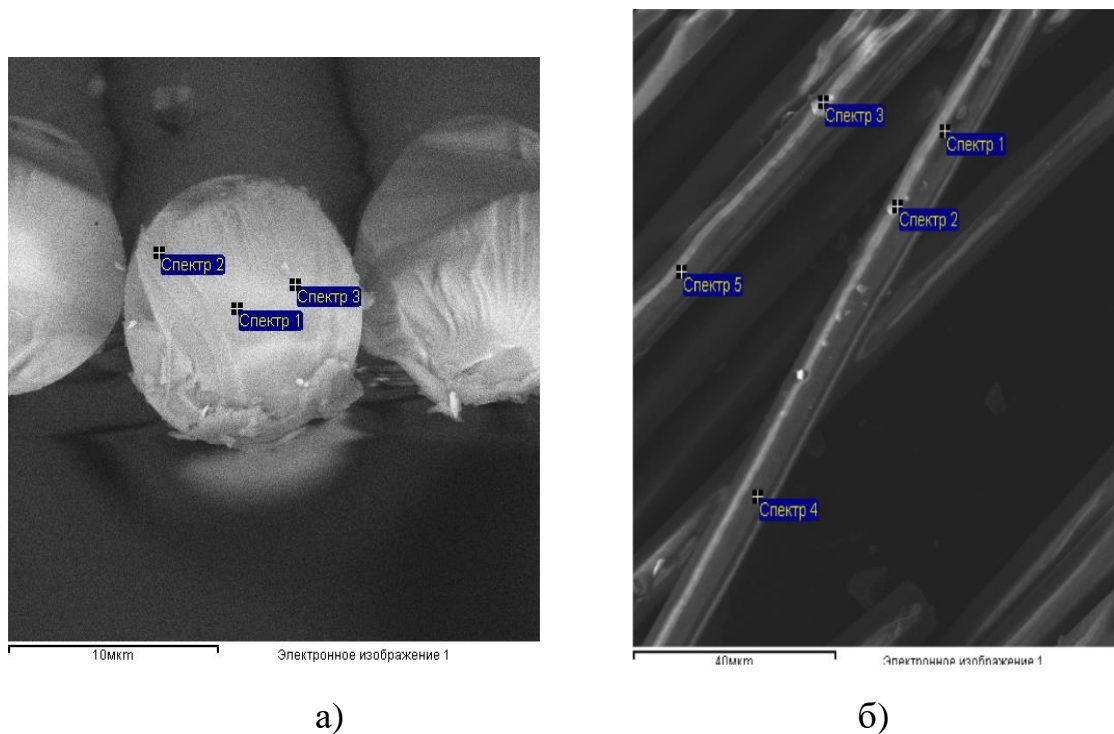 Спектр 2
Спектр 3
Спектр 1
10мкm
Электронное изображение 1
Спектр 3
Спектр 1
Спектр 2
Спектр 5
Спектр 4
40мкm
Электронное изображение 1
а)
б)